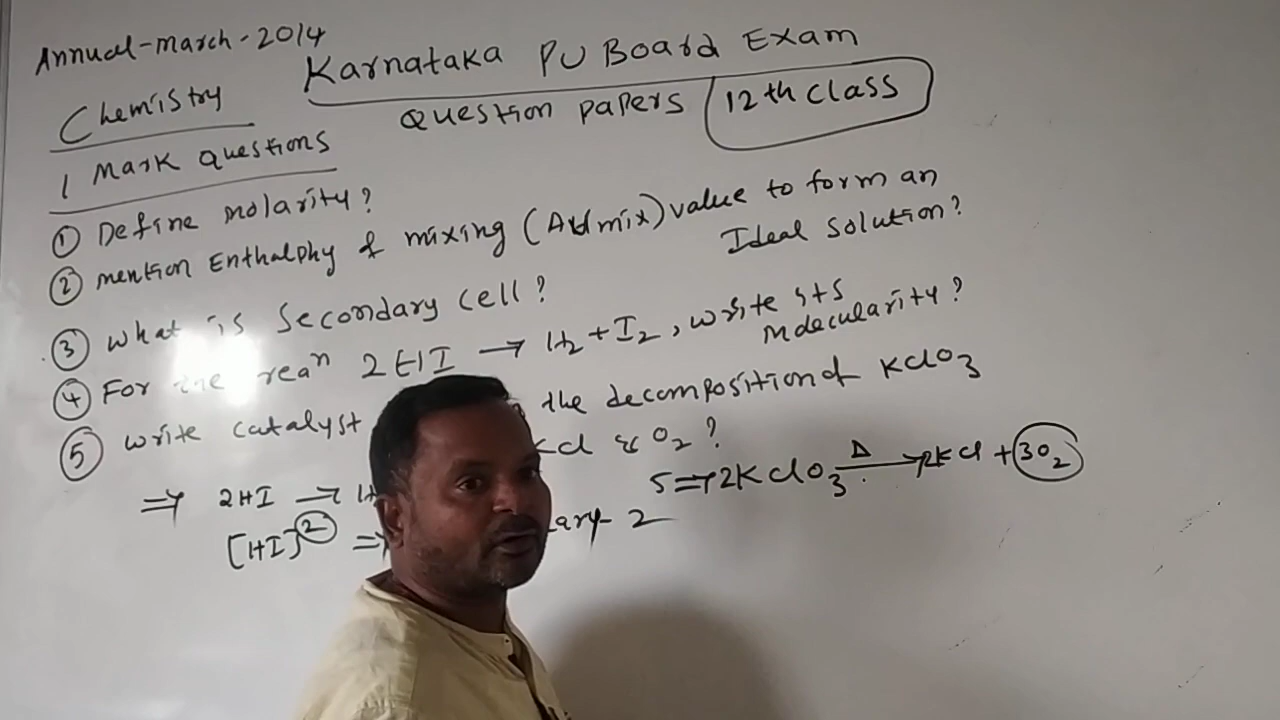 Annual-march-2014
Karnataka PU Board Exam
Question papers 12th class
Chemistry
1 Mark questions
① Define molarity?
② mention Enthalphy of mixing (ΔHmix) value to form an
Ideal solution?
③ what is Secondary cell?
④ For the rean 2HI → H2 + I2, write its
molecularity?
⑤ write catalyst the decomposition of KClO3
KCl & O2?
⇒ 2HI → H
[HI]² ⇒ 2
5 ⇒ 2KClO3 Δ→ 2KCl + 3O2